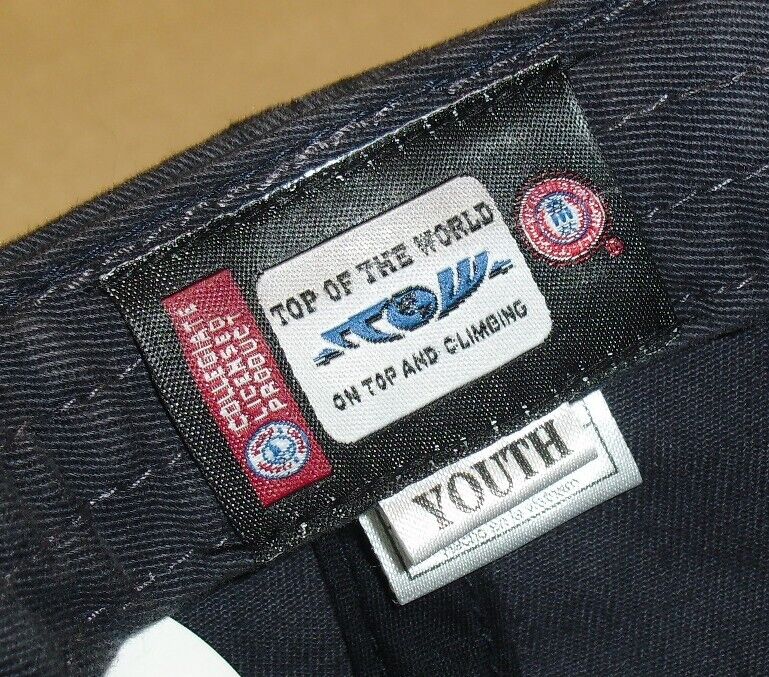 COLLEGIATE
LICENSED
PRODUCT
TOP OF THE WORLD
TOW
ON TOP AND CLIMBING
YOUTH